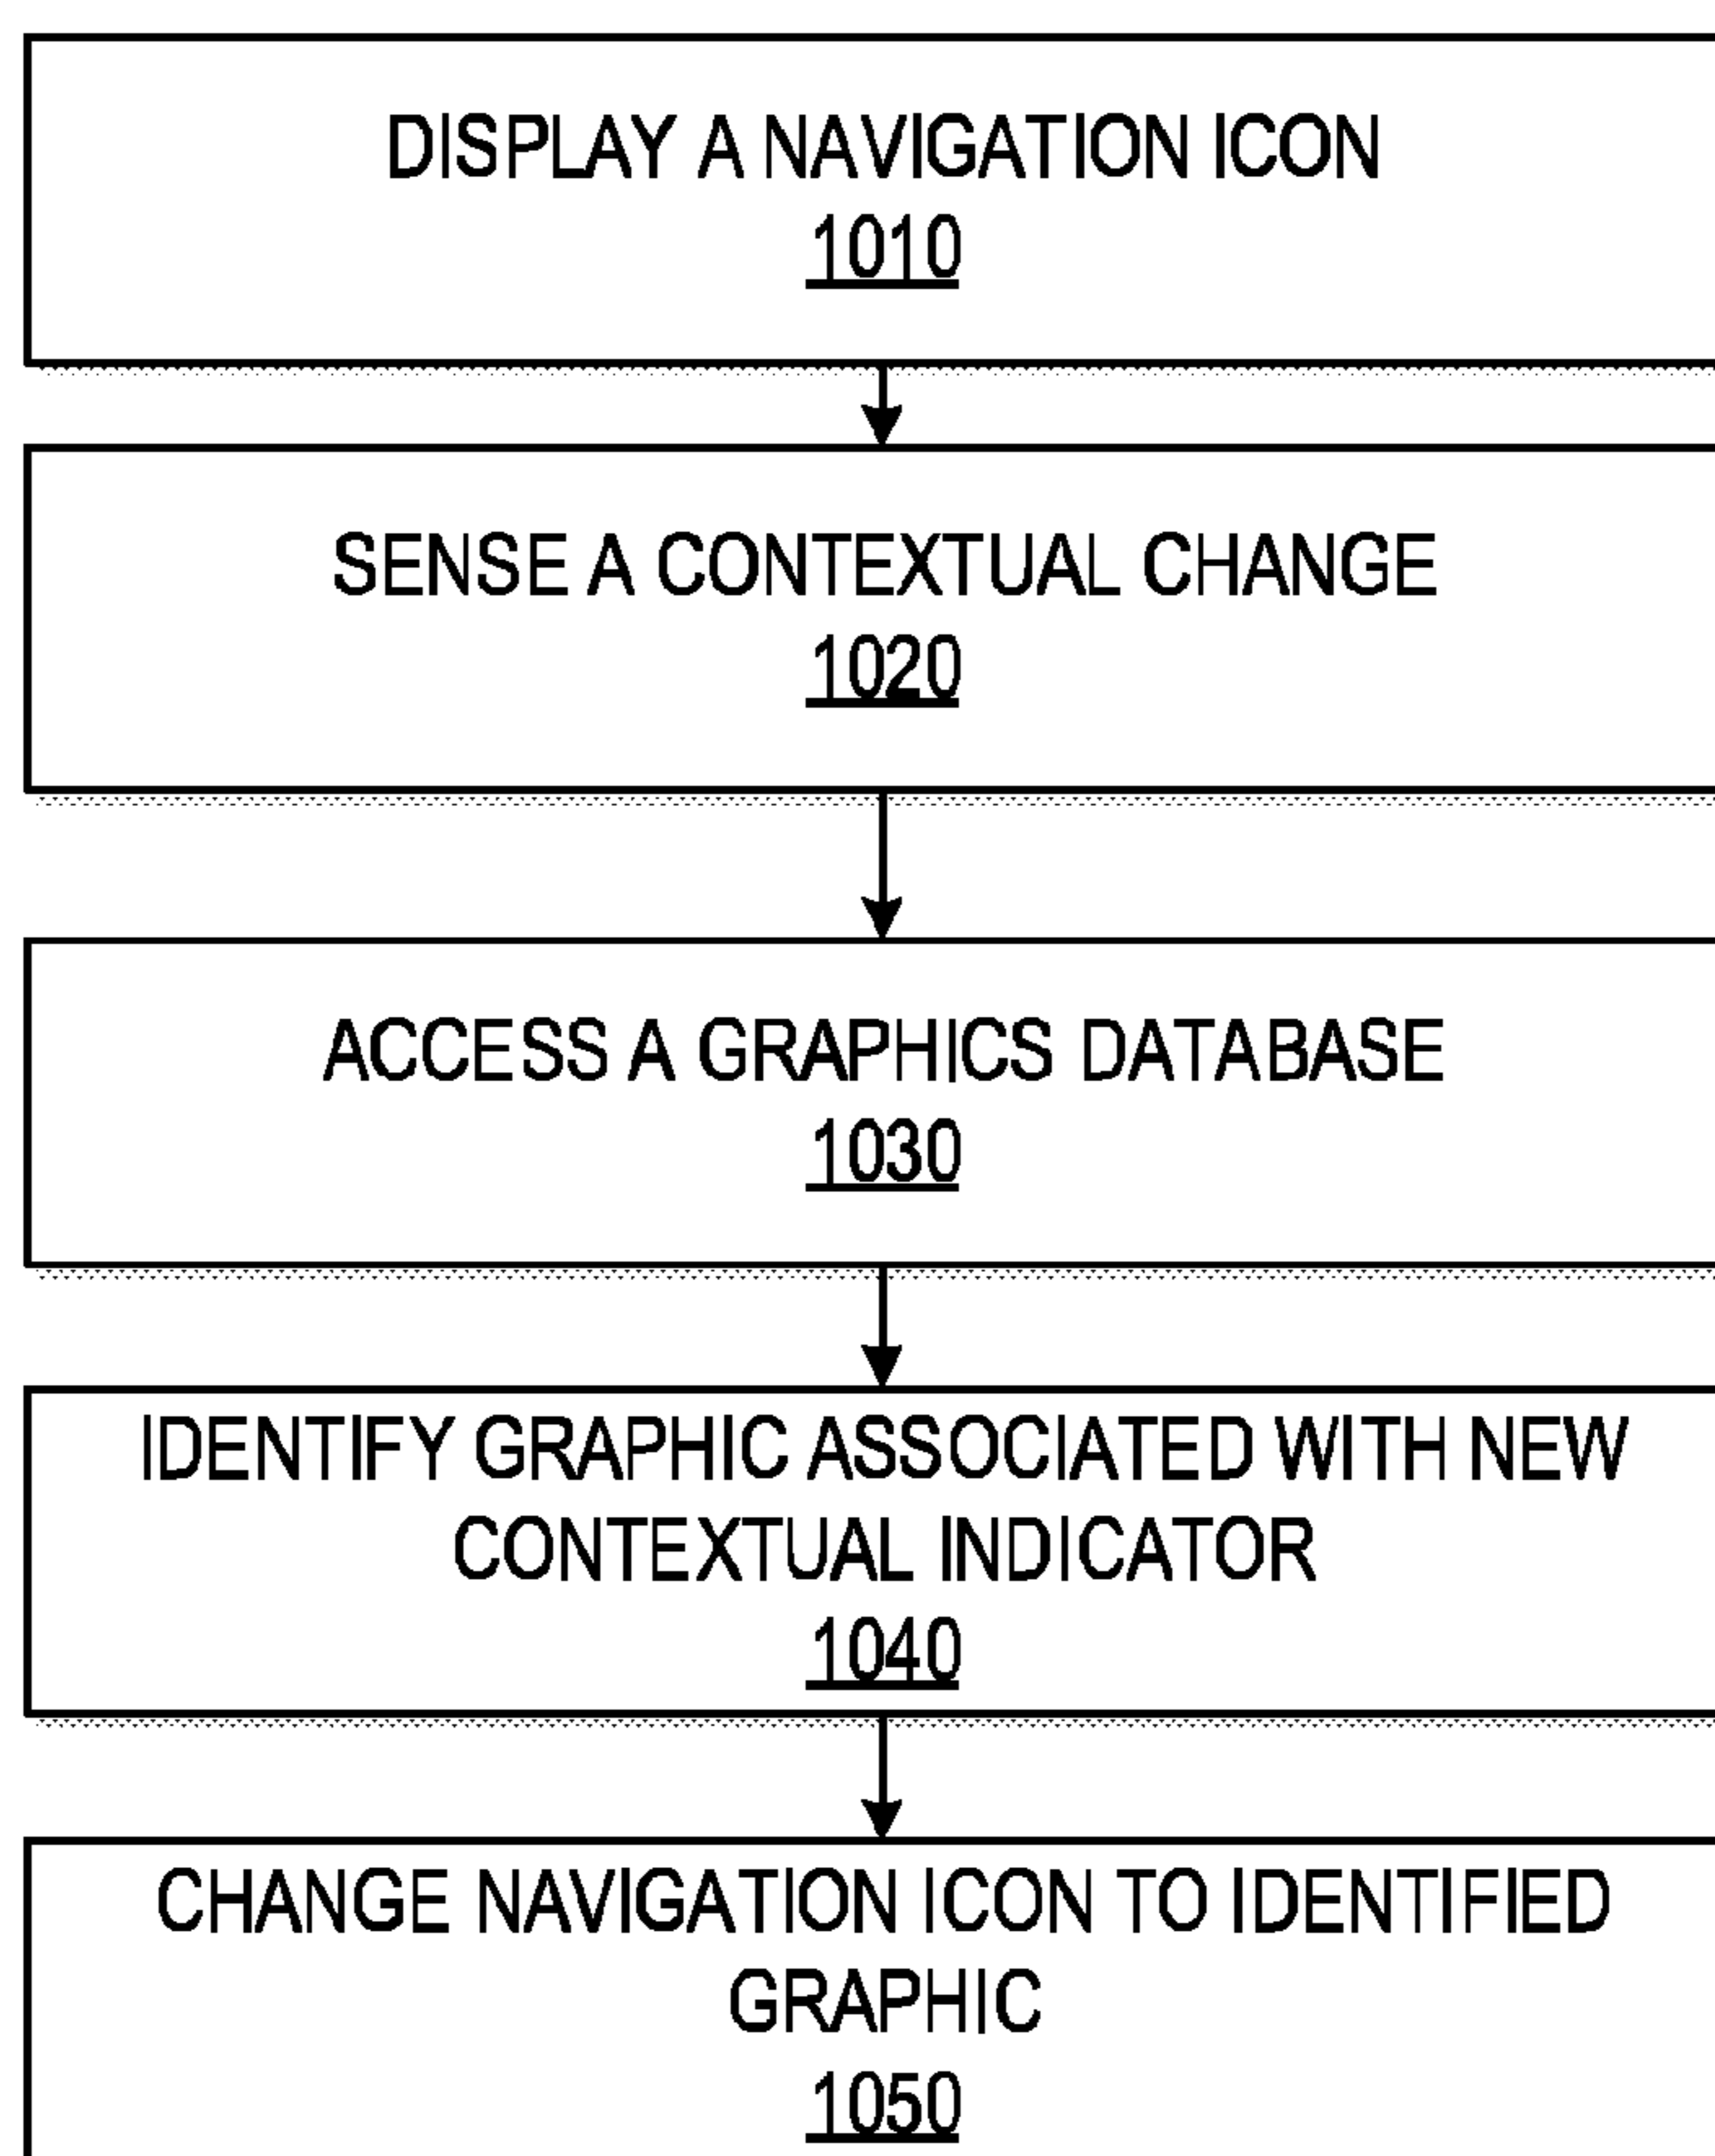 DISPLAY A NAVIGATION ICON
1010
SENSE A CONTEXTUAL CHANGE
1020
ACCESS A GRAPHICS DATABASE
1030
IDENTIFY GRAPHIC ASSOCIATED WITH NEW
CONTEXTUAL INDICATOR
1040
CHANGE NAVIGATION ICON TO IDENTIFIED
GRAPHIC
1050